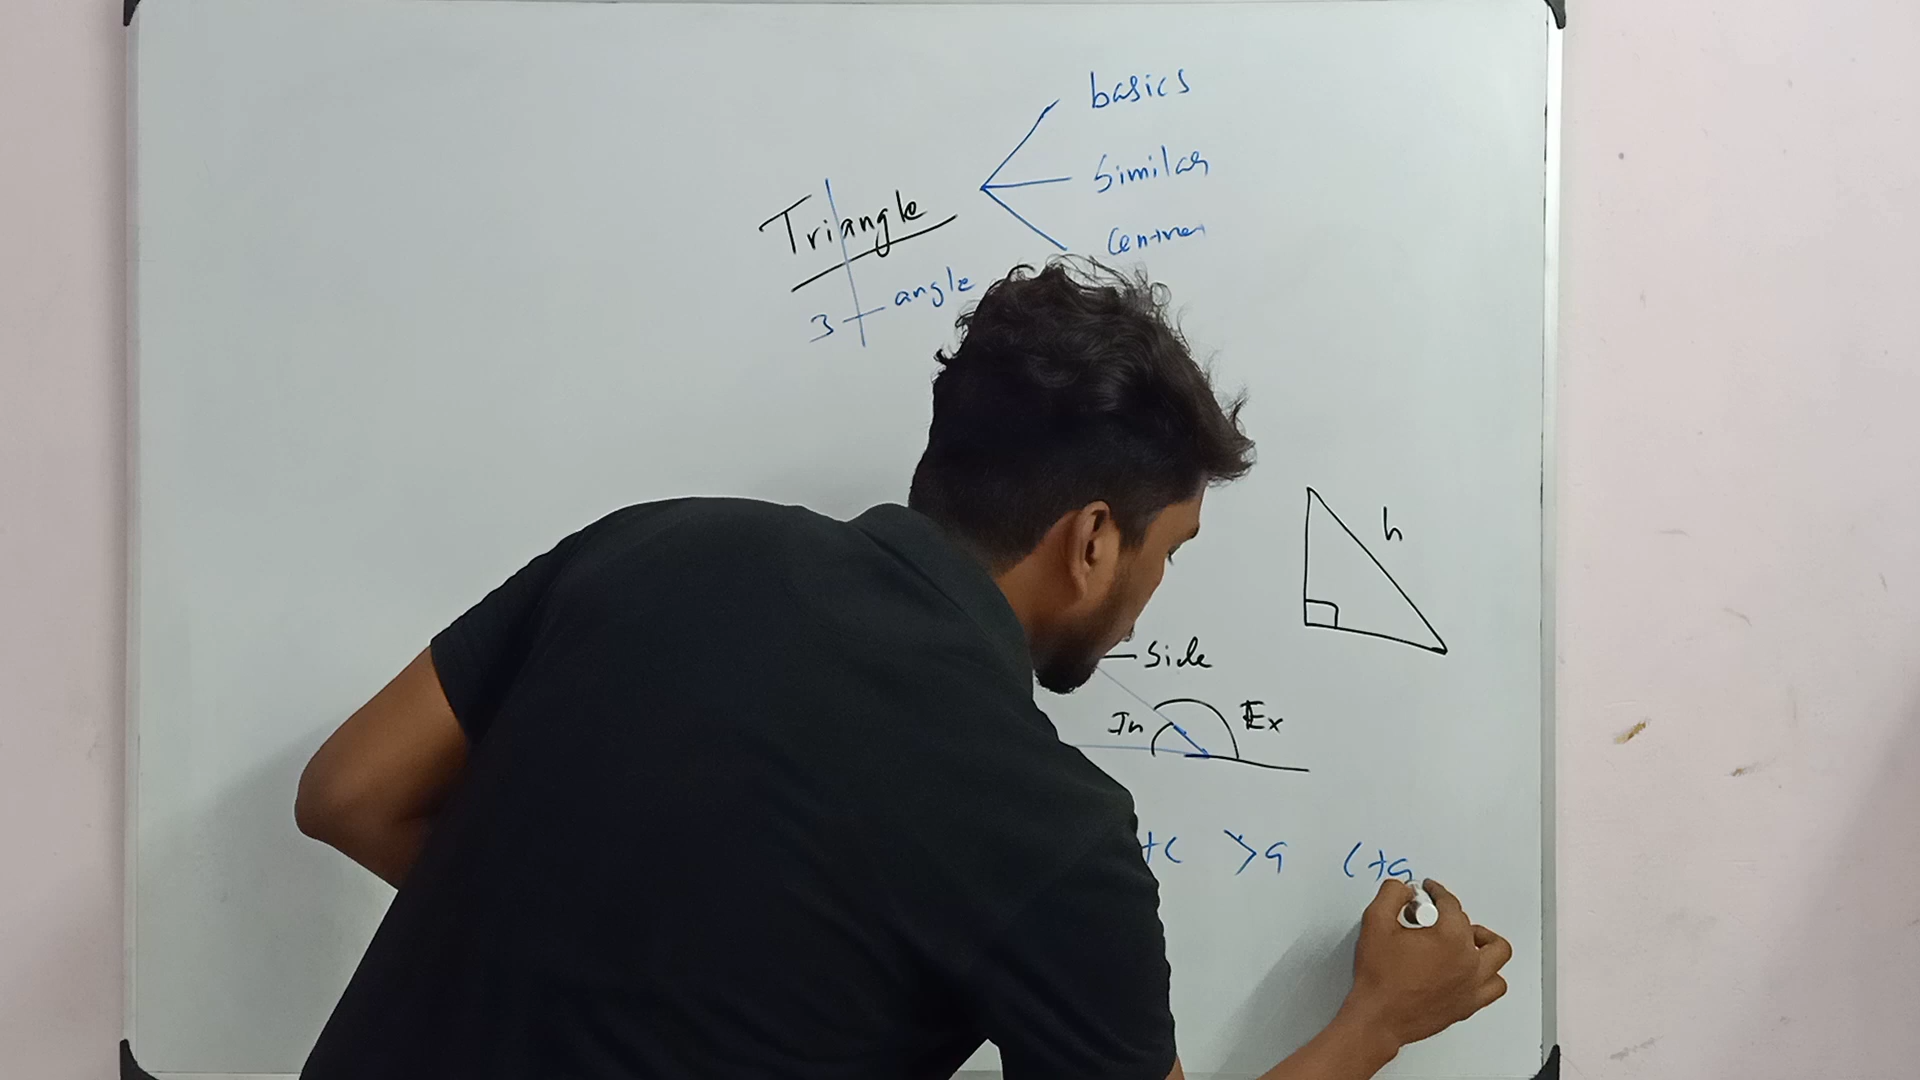 basics
Similar
Triangle
Centres
3 angle
h
Side
In Ex
+c >a c+a